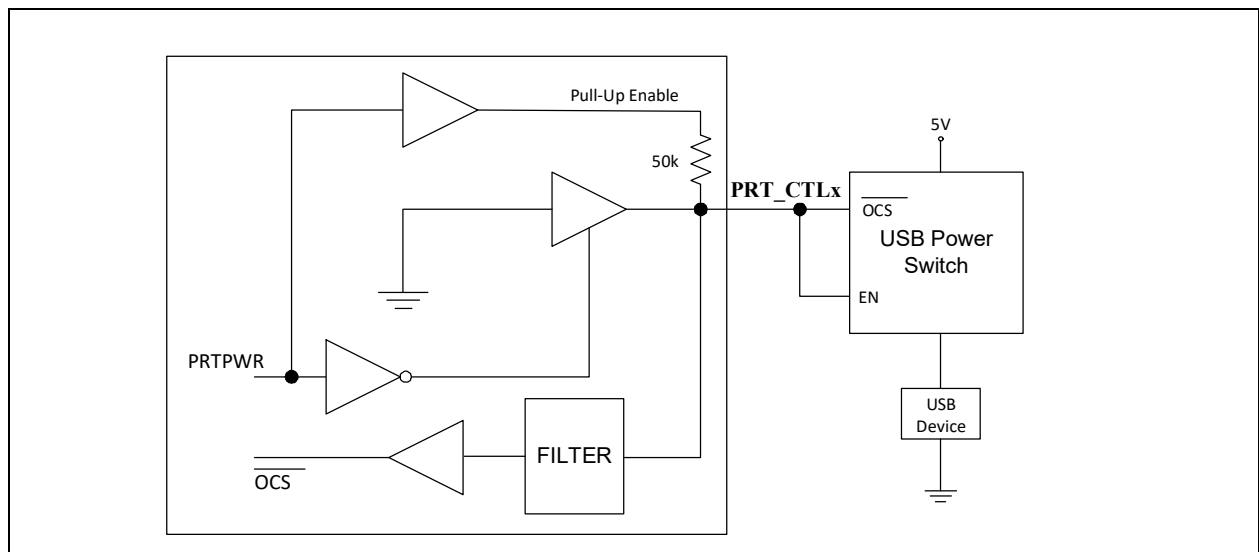 Pull-Up Enable
5V
50k
PRT_CTLx
OCS
USB Power
Switch
EN
PRTPWR
USB
Device
FILTER
OCS